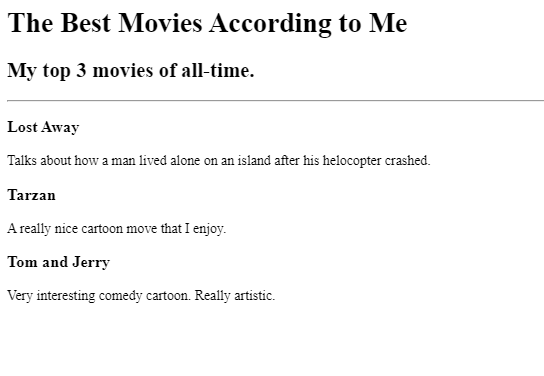 The Best Movies According to Me
My top 3 movies of all-time.
Lost Away
Talks about how a man lived alone on an island after his helocopter crashed.
Tarzan
A really nice cartoon move that I enjoy.
Tom and Jerry
Very interesting comedy cartoon. Really artistic.